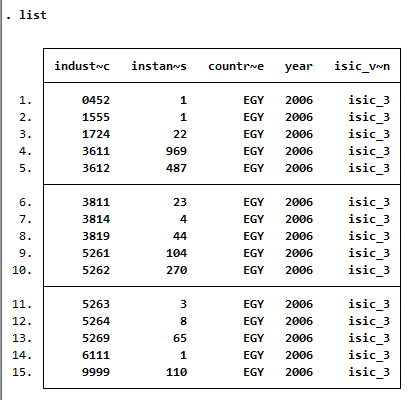 . list
indust~c instan~s countr~e year isic_v~n
1. 0452 1 EGY 2006 isic_3
2. 1555 1 EGY 2006 isic_3
3. 1724 22 EGY 2006 isic_3
4. 3611 969 EGY 2006 isic_3
5. 3612 487 EGY 2006 isic_3
6. 3811 23 EGY 2006 isic_3
7. 3814 4 EGY 2006 isic_3
8. 3819 44 EGY 2006 isic_3
9. 5261 104 EGY 2006 isic_3
10. 5262 270 EGY 2006 isic_3
11. 5263 3 EGY 2006 isic_3
12. 5264 8 EGY 2006 isic_3
13. 5269 65 EGY 2006 isic_3
14. 6111 1 EGY 2006 isic_3
15. 9999 110 EGY 2006 isic_3